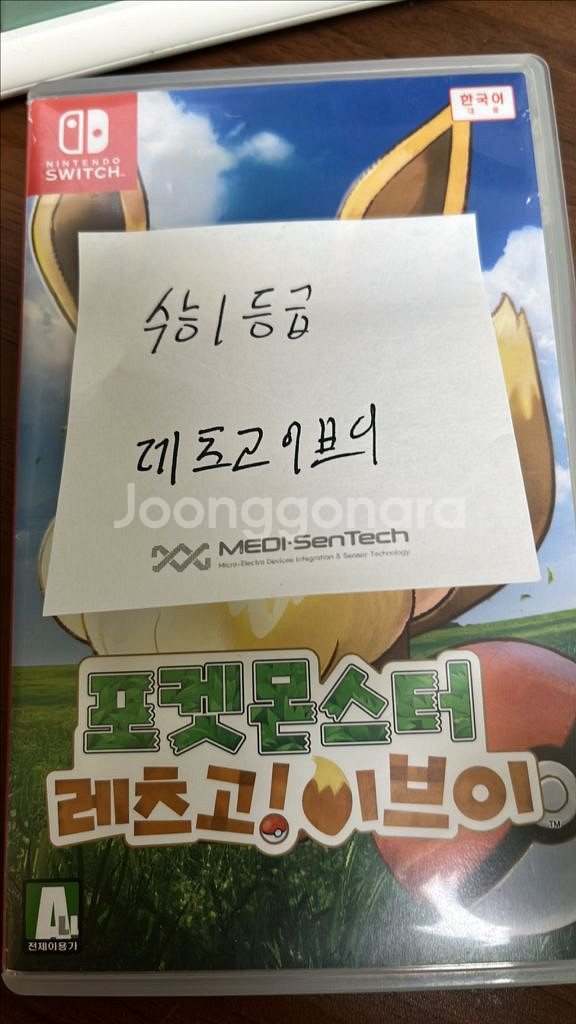 NINTENDO
SWITCH™
한국어
대응
수능1등급
레츠고이브이
Joonggonara
MEDI·SenTech
Micro-Electro Devices Integration & Sensor Technology
포켓몬스터
레츠고! 이브이
TM
ALL
전체이용가